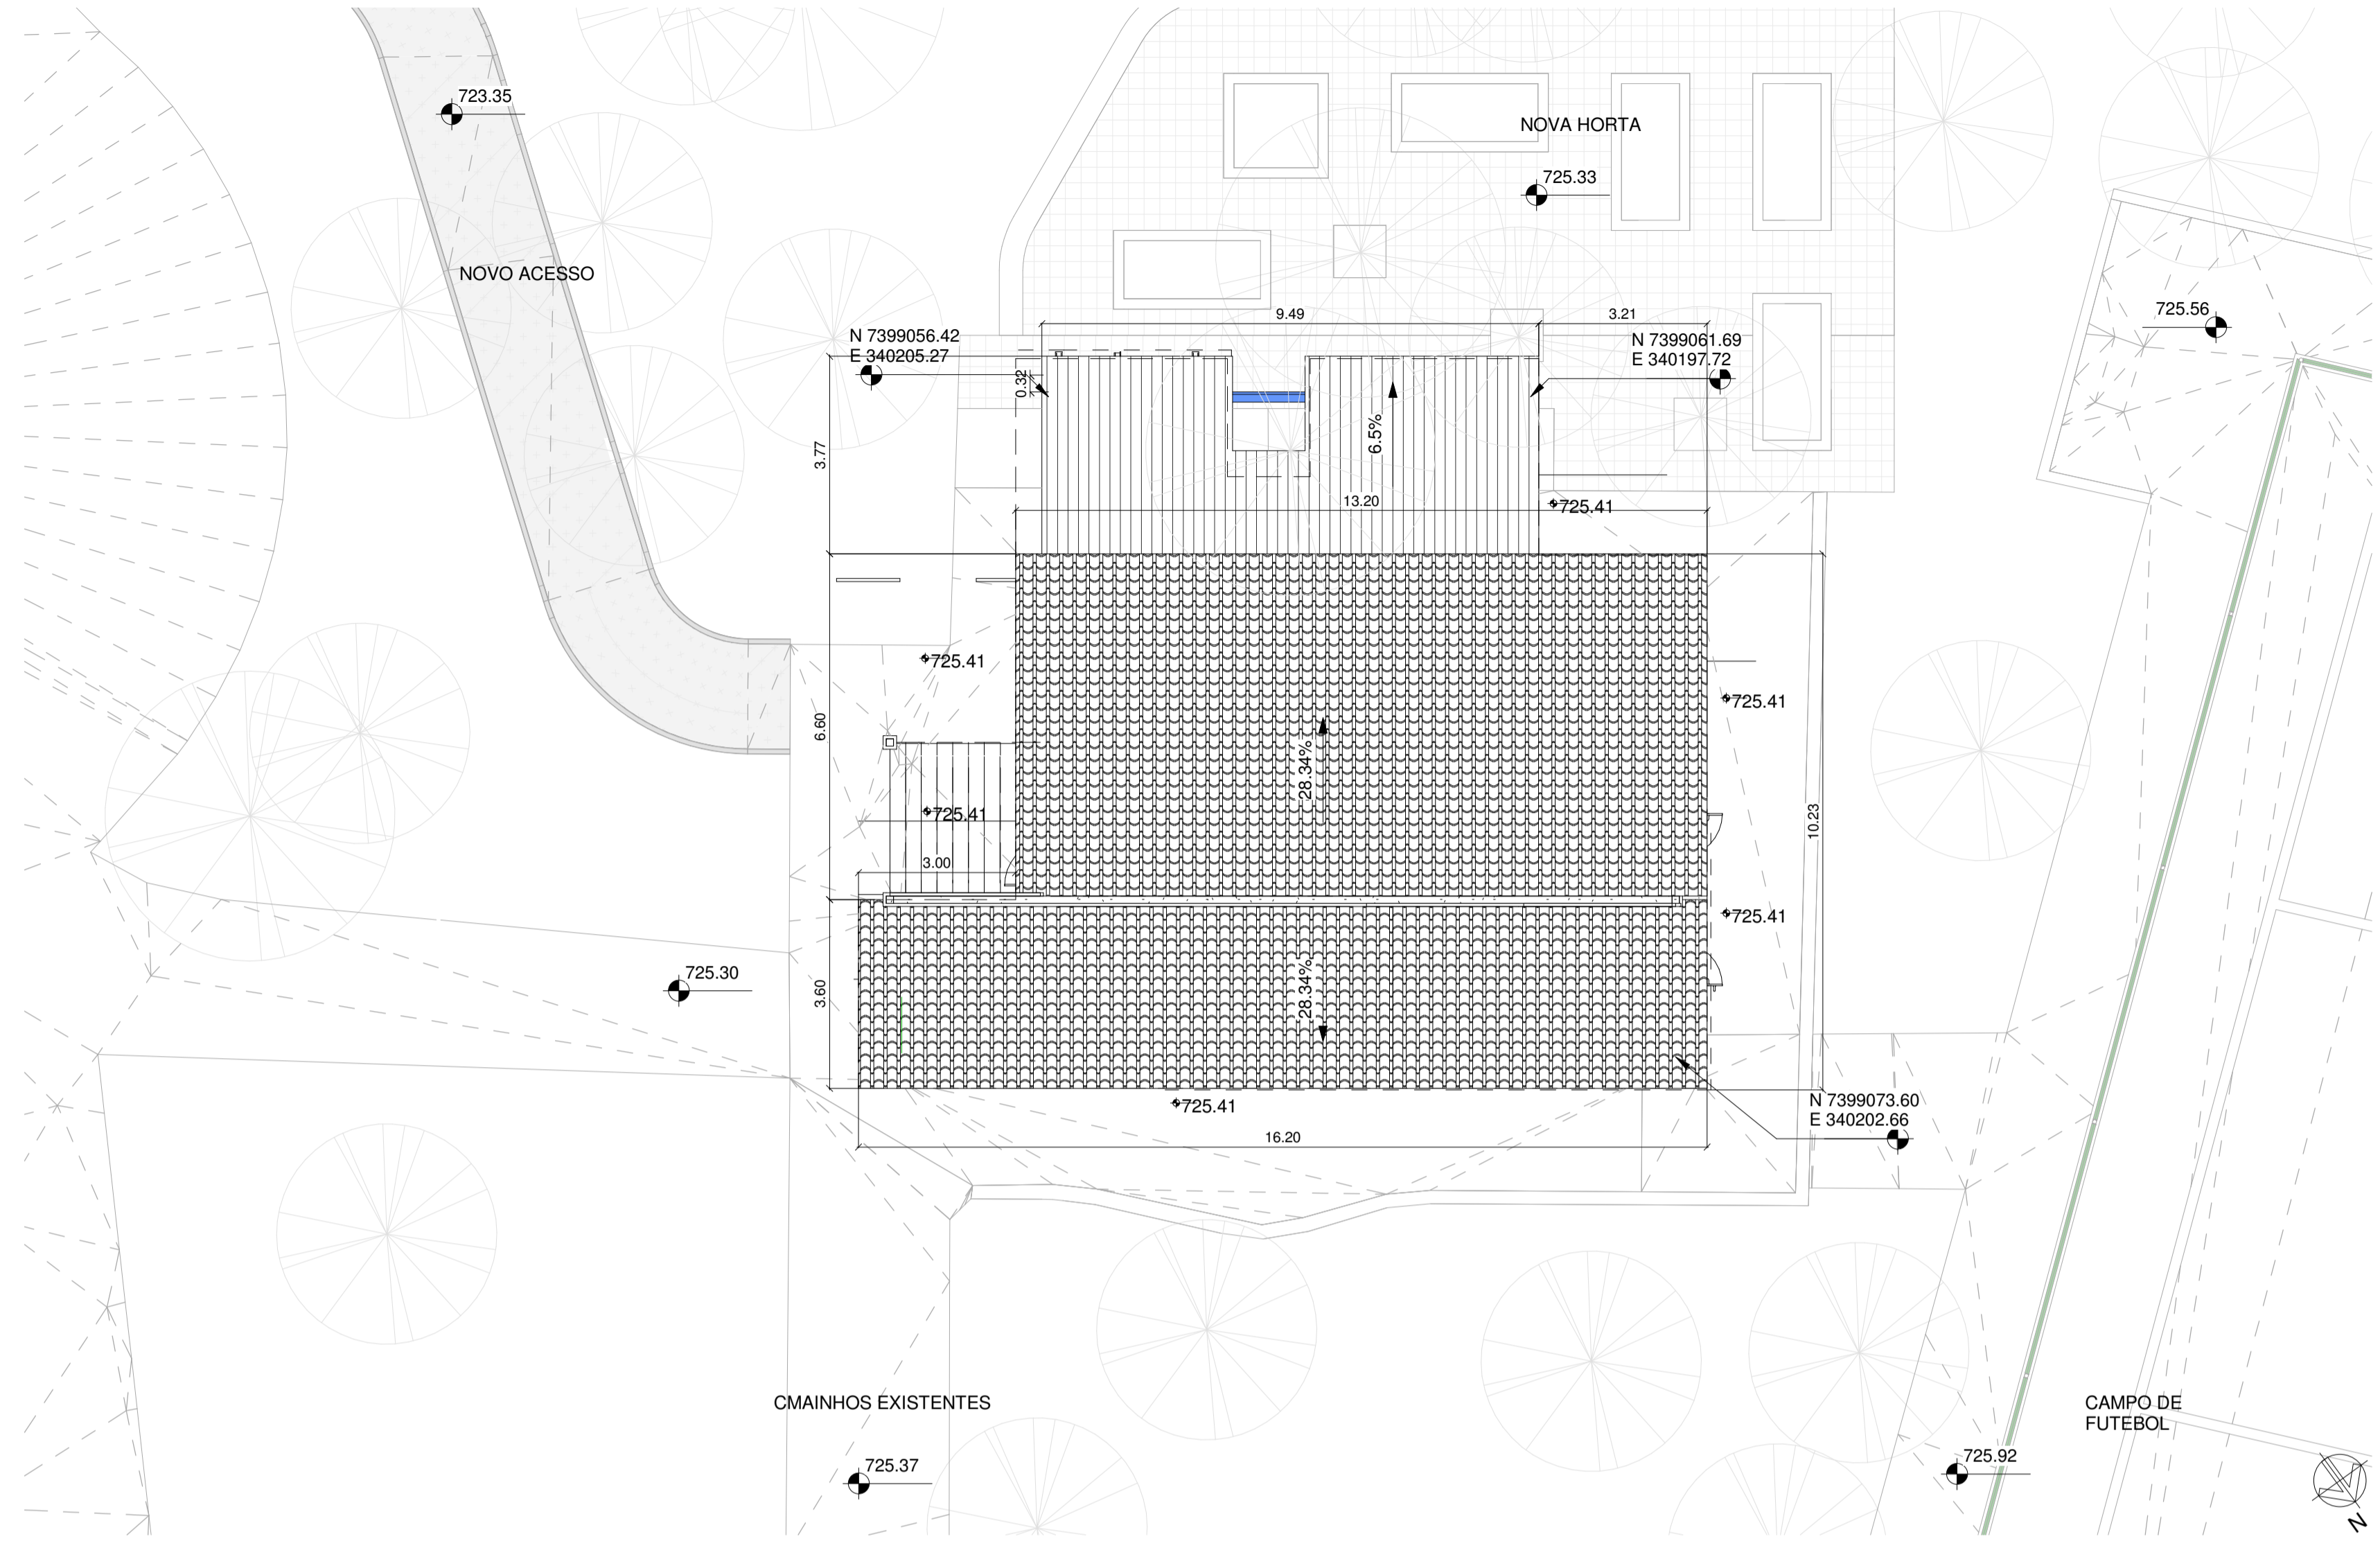 723.35
NOVO ACESSO
NOVA HORTA
725.33
725.56
9.49
3.21
N 7399056.42
E 340205.27
N 7399061.69
E 340197.72
0.32
3.77
6.5%
13.20
725.41
725.41
725.41
6.60
28.34%
725.41
10.23
3.00
725.41
725.30
3.60
28.34%
725.41
N 7399073.60
E 340202.66
16.20
CMAINHOS EXISTENTES
725.37
CAMPO DE
FUTEBOL
725.92
N